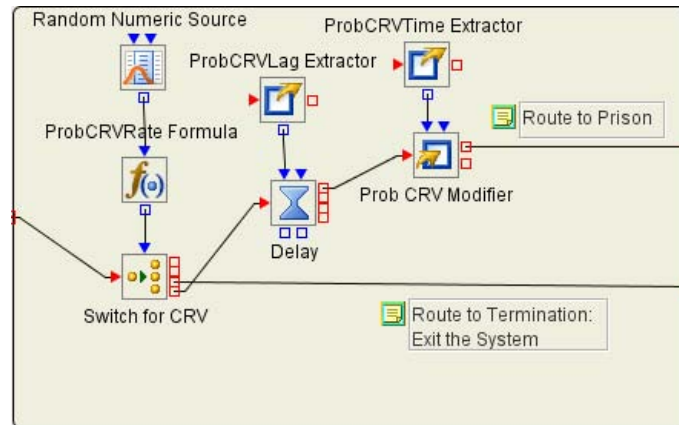 Random Numeric Source
ProbCRVTime Extractor
ProbCRVLag Extractor
Route to Prison
ProbCRVRate Formula
f(•)
Prob CRV Modifier
Delay
Switch for CRV
Route to Termination:
Exit the System